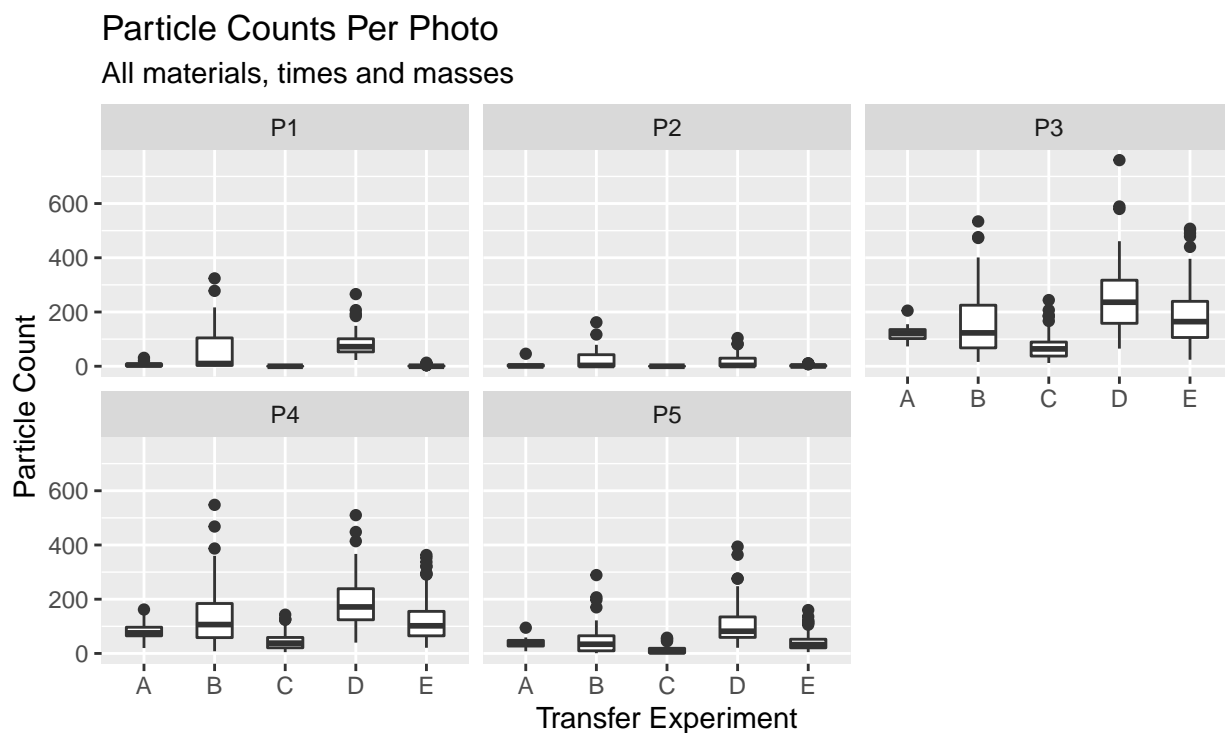 Particle Counts Per Photo
All materials, times and masses
P1
P2
P3
600
400
200
0
A B C D E
P4
P5
600
400
200
0
A B C D E
A B C D E
Particle Count
Transfer Experiment